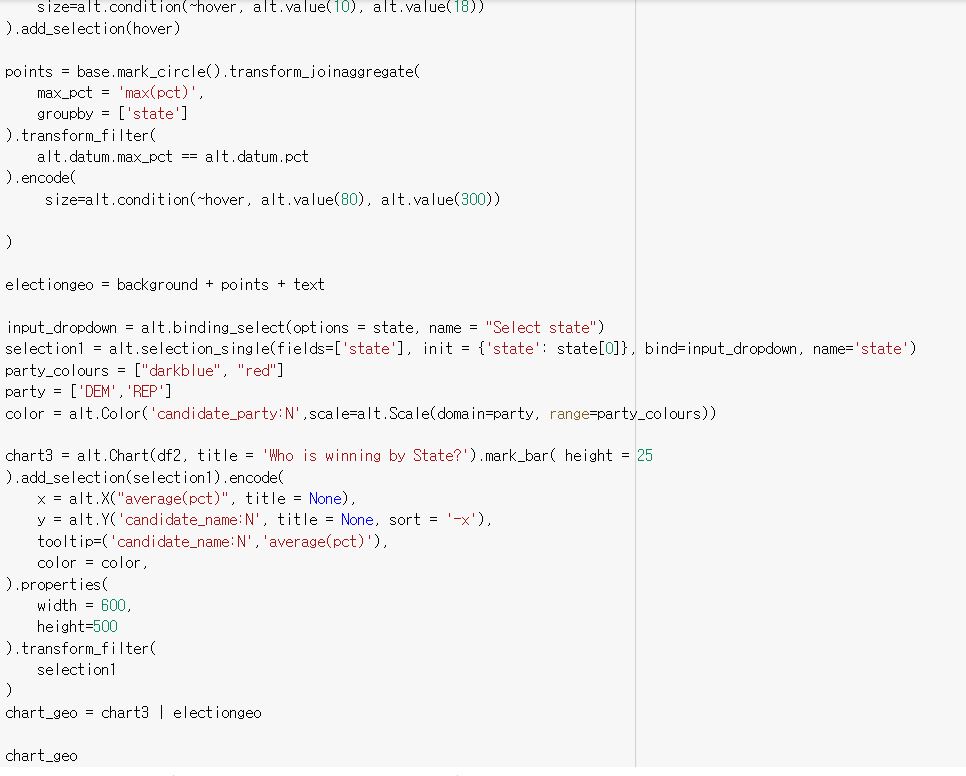 size=alt.condition(~hover, alt.value(10), alt.value(18))
).add_selection(hover)

points = base.mark_circle().transform_joinaggregate(
    max_pct = 'max(pct)',
    groupby = ['state']
).transform_filter(
    alt.datum.max_pct == alt.datum.pct
).encode(
     size=alt.condition(~hover, alt.value(80), alt.value(300))

)

electiongeo = background + points + text

input_dropdown = alt.binding_select(options = state, name = "Select state")
selection1 = alt.selection_single(fields=['state'], init = {'state': state[0]}, bind=input_dropdown, name='state')
party_colours = ["darkblue", "red"]
party = ['DEM','REP']
color = alt.Color('candidate_party:N',scale=alt.Scale(domain=party, range=party_colours))

chart3 = alt.Chart(df2, title = 'Who is winning by State?').mark_bar( height = 25
).add_selection(selection1).encode(
    x = alt.X("average(pct)", title = None),
    y = alt.Y('candidate_name:N', title = None, sort = '-x'),
    tooltip=('candidate_name:N','average(pct)'),
    color = color,
).properties(
    width = 600,
    height=500
).transform_filter(
    selection1
)
chart_geo = chart3 | electiongeo

chart_geo